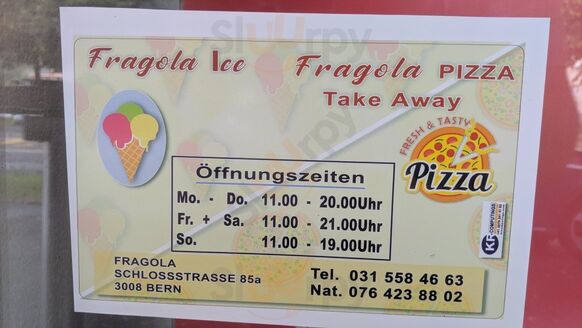 Fragola Ice
Fragola PIZZA
Take Away
FRESH & TASTY
Pizza
Öffnungszeiten
Mo. - Do. 11.00 - 20.00Uhr
Fr. + Sa. 11.00 - 21.00Uhr
So. 11.00 - 19.00Uhr
FRAGOLA
SCHLOSSSTRASSE 85a
3008 BERN
Tel. 031 558 46 63
Nat. 076 423 88 02
Sluurpy
Sluurpy